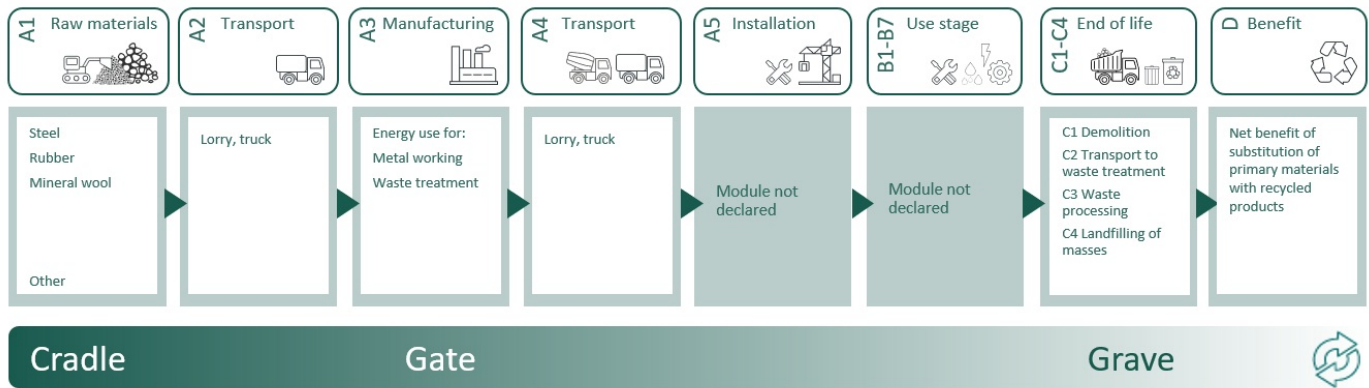 A1 Raw materials
A2 Transport
A3 Manufacturing
A4 Transport
A5 Installation
B1-B7 Use stage
C1-C4 End of life
D Benefit
Steel
Rubber
Mineral wool
Other
Lorry, truck
Energy use for:
Metal working
Waste treatment
Lorry, truck
Module not
declared
Module not
declared
C1 Demolition
C2 Transport to
waste treatment
C3 Waste
processing
C4 Landfilling of
masses
Net benefit of
substitution of
primary materials
with recycled
products
Cradle
Gate
Grave